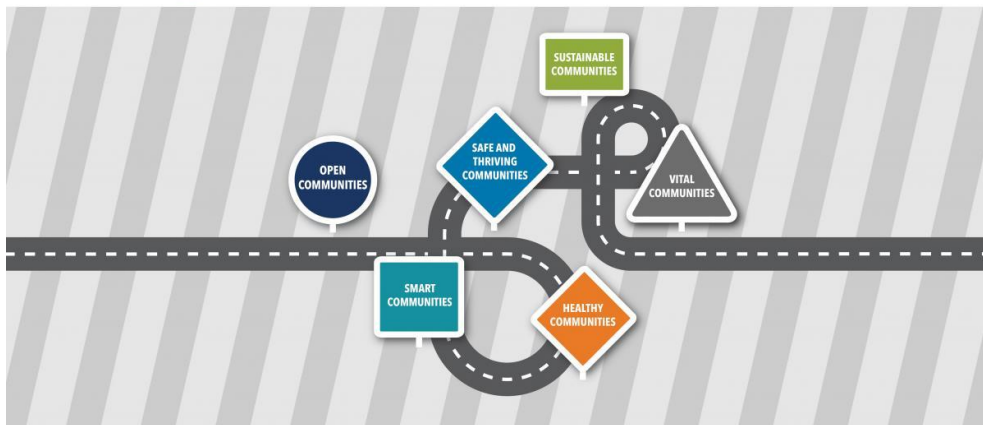 SUSTAINABLE
COMMUNITIES
SAFE AND
THRIVING
COMMUNITIES
OPEN
COMMUNITIES
VITAL
COMMUNITIES
SMART
COMMUNITIES
HEALTHY
COMMUNITIES